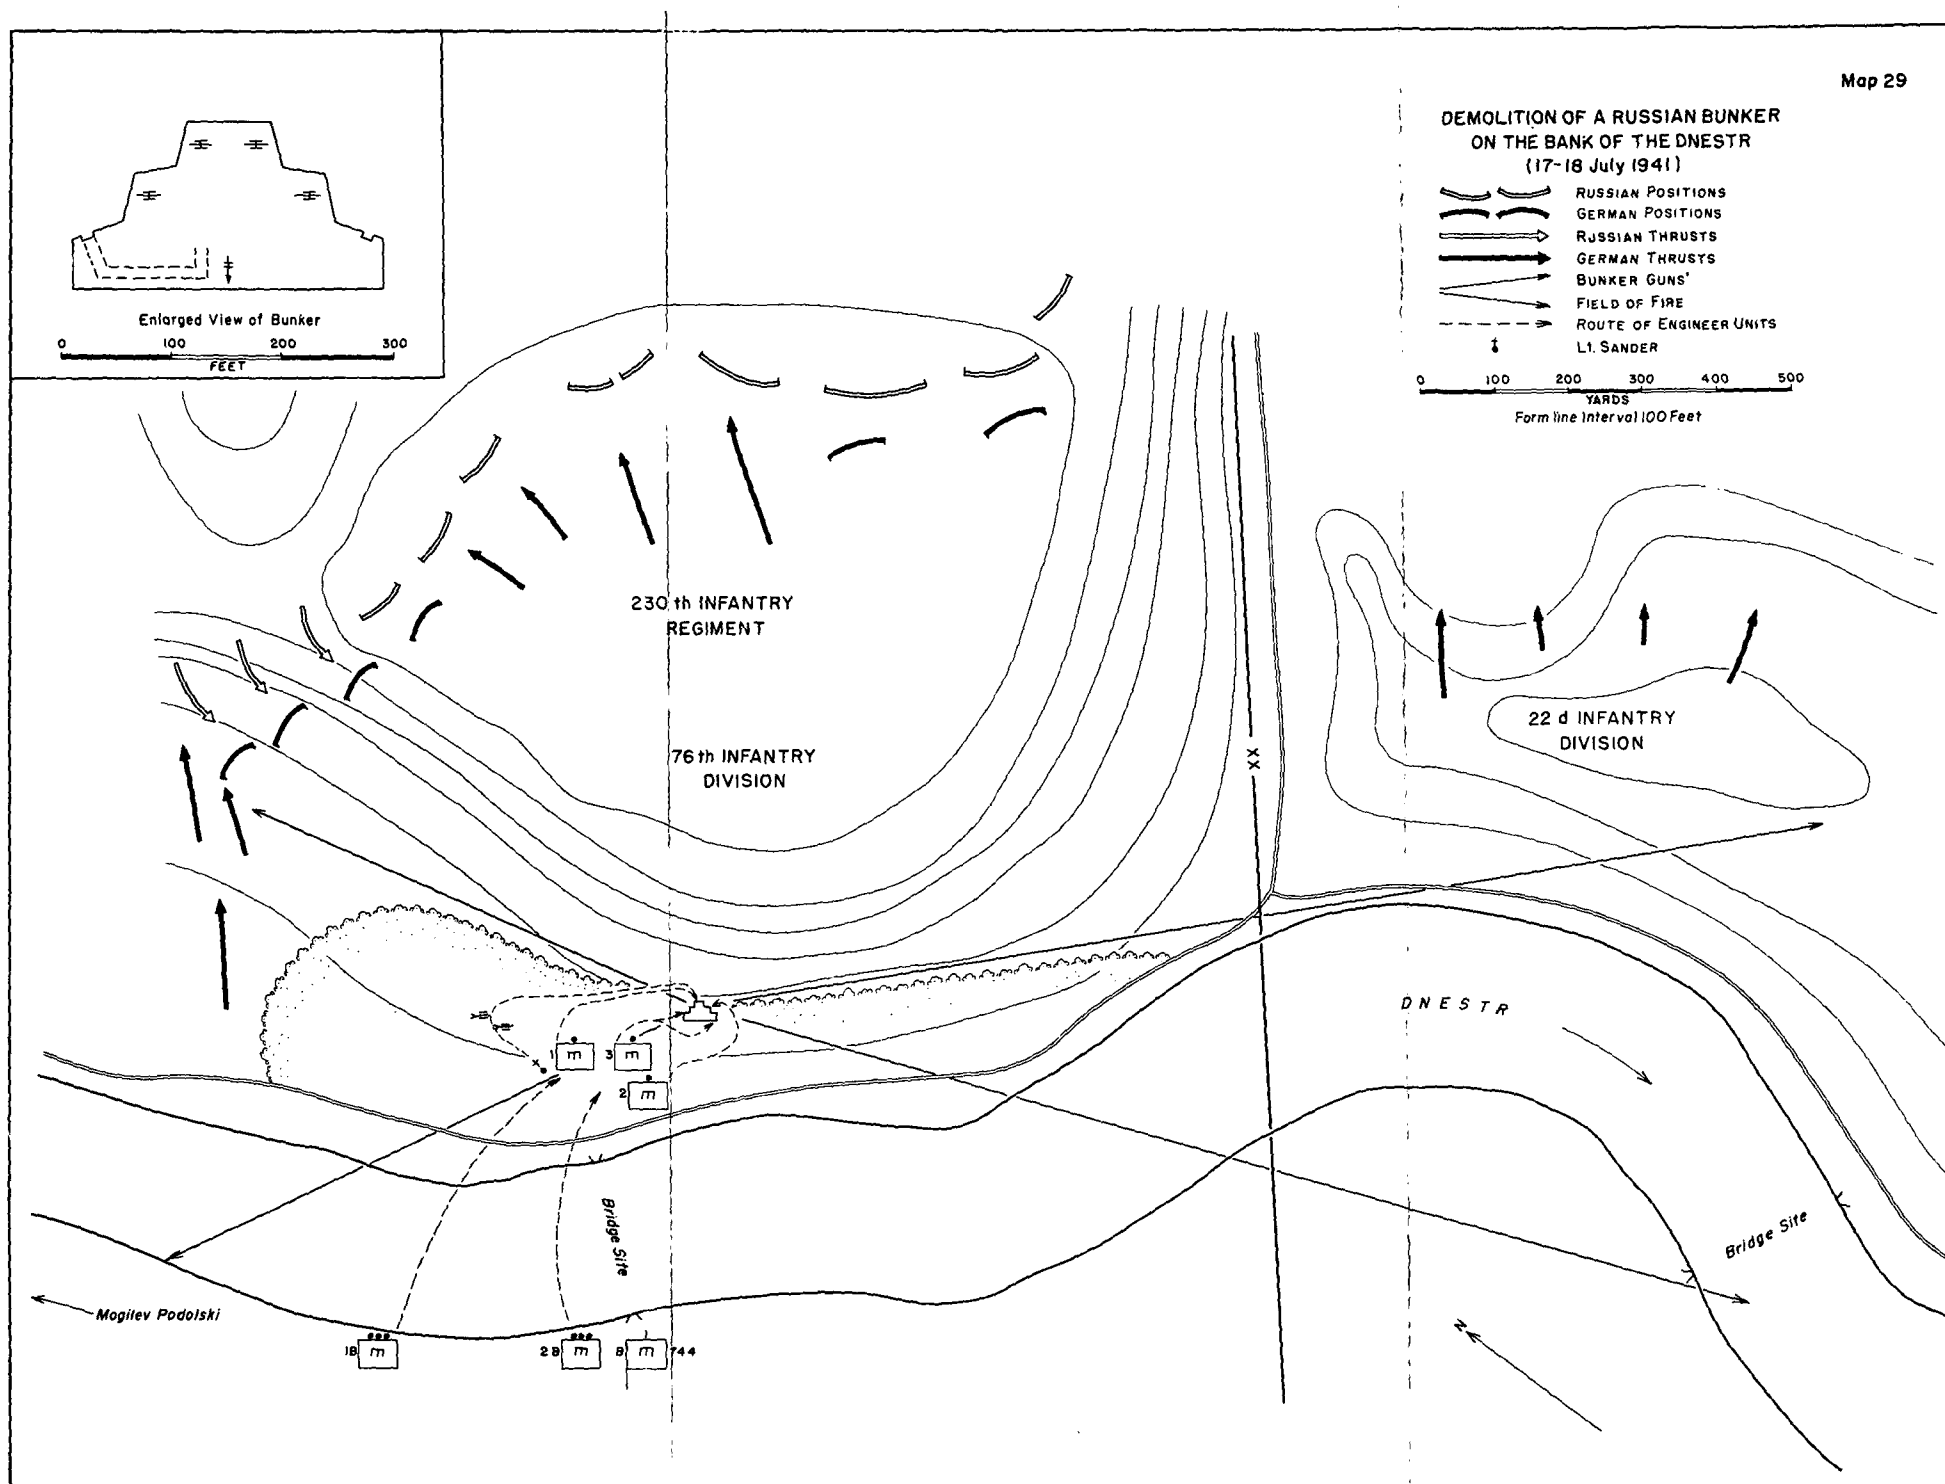 Map 29
DEMOLITION OF A RUSSIAN BUNKER
ON THE BANK OF THE DNESTR
(17-18 July 1941)
RUSSIAN POSITIONS
GERMAN POSITIONS
RUSSIAN THRUSTS
GERMAN THRUSTS
BUNKER GUNS'
FIELD OF FIRE
ROUTE OF ENGINEER UNITS
LT. SANDER
0 100 200 300 400 500
YARDS
Form line Interval 100 Feet
Enlarged View of Bunker
0 100 200 300
FEET
230 th INFANTRY
REGIMENT
76 th INFANTRY
DIVISION
22 d INFANTRY
DIVISION
XX
DNESTR
1
3
2
Bridge Site
Bridge Site
Mogilev Podolski
N
1B
2B
B 744